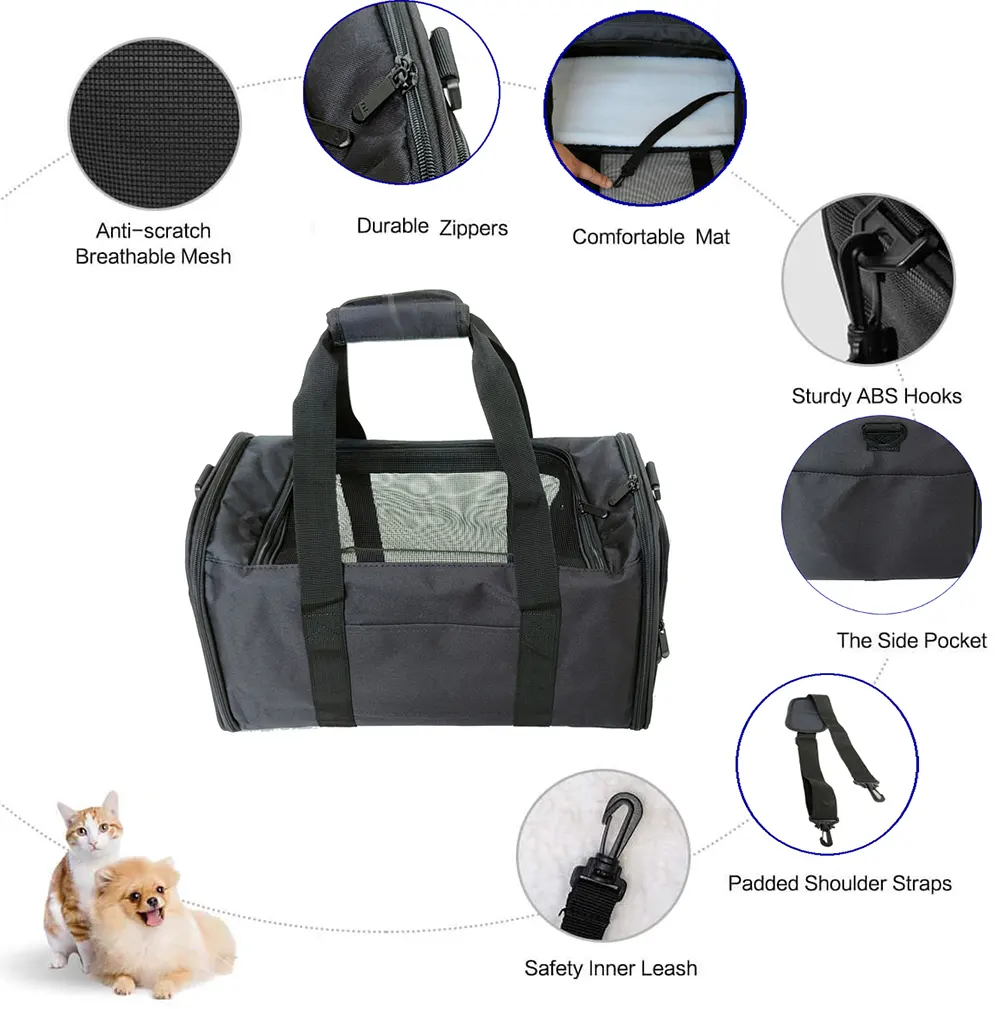 Anti-scratch
Breathable Mesh
Durable Zippers
Comfortable Mat
Sturdy ABS Hooks
The Side Pocket
Padded Shoulder Straps
Safety Inner Leash